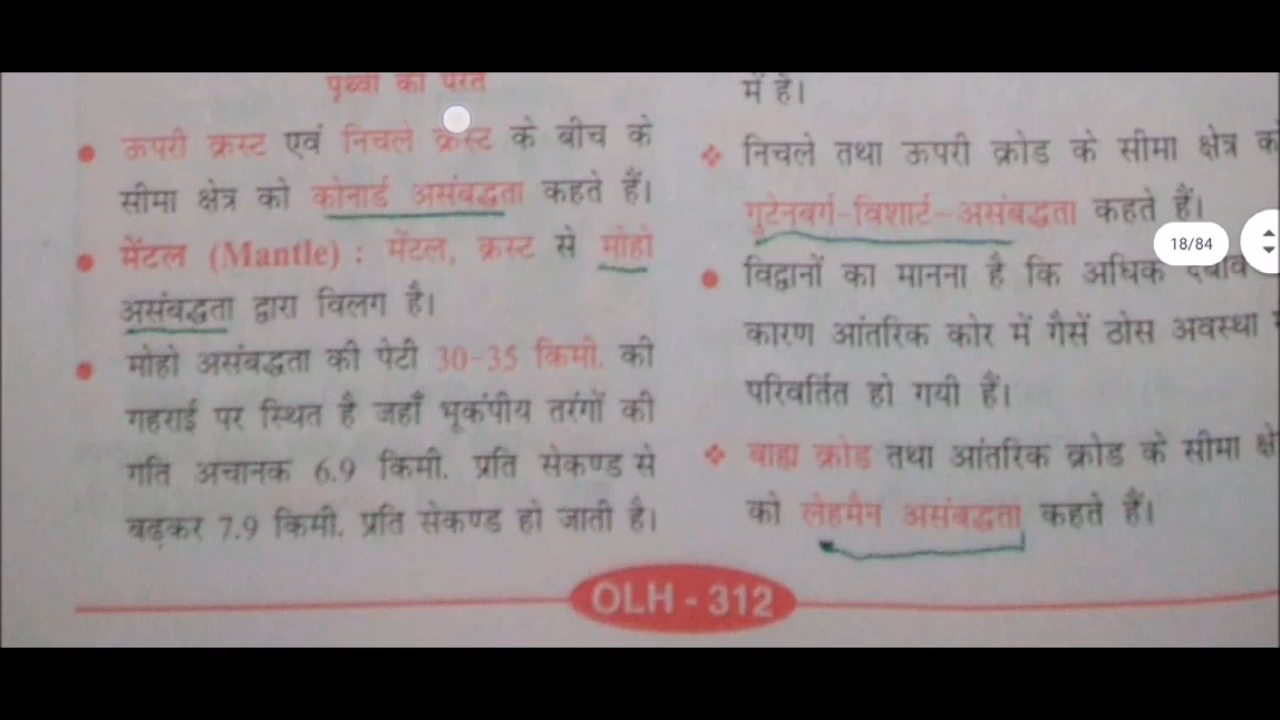 पृथ्वी की परत
ऊपरी क्रस्ट एवं निचले क्रस्ट के बीच के
सीमा क्षेत्र को कोनार्ड असंबद्धता कहते हैं।
मेंटल (Mantle) : मेंटल, क्रस्ट से मोहो
असंबद्धता द्वारा विलग है।
मोहो असंबद्धता की पेटी 30-35 किमी. की
गहराई पर स्थित है जहाँ भूकंपीय तरंगों की
गति अचानक 6.9 किमी. प्रति सेकण्ड से
बढ़कर 7.9 किमी. प्रति सेकण्ड हो जाती है।
में है।
निचले तथा ऊपरी क्रोड के सीमा क्षेत्र को
गुटेनबर्ग-विशार्ट-असंबद्धता कहते हैं।
18/84
विद्वानों का मानना है कि अधिक दबाव
कारण आंतरिक कोर में गैसें ठोस अवस्था
परिवर्तित हो गयी हैं।
बाह्य क्रोड तथा आंतरिक क्रोड के सीमा
को लेहमैन असंबद्धता कहते हैं।
OLH - 312